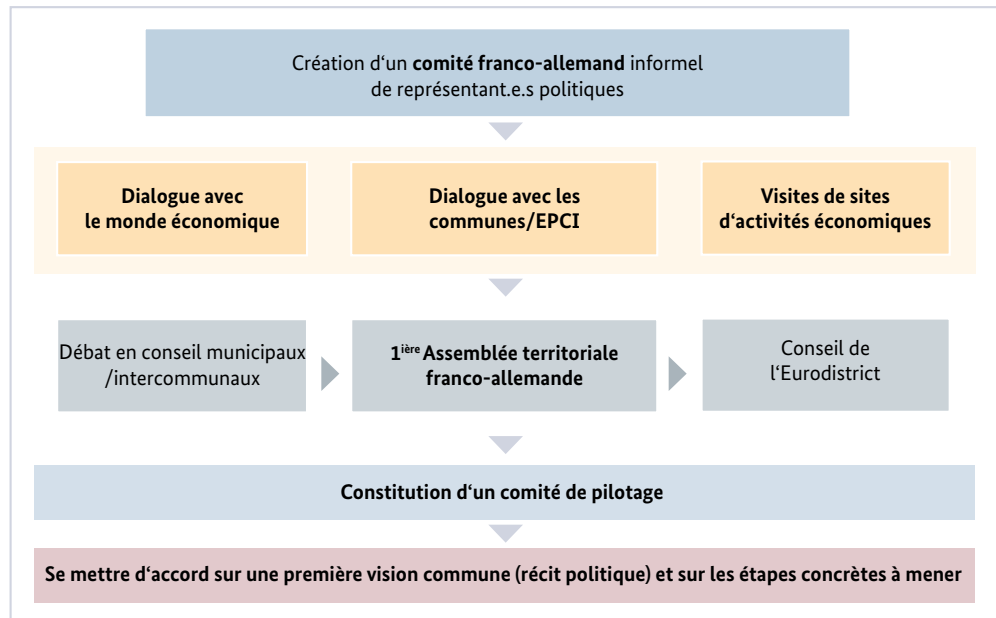 Création d‘un comité franco-allemand informel
de représentant.e.s politiques
Dialogue avec
le monde économique
Dialogue avec les
communes/EPCI
Visites de sites
d‘activités économiques
Débat en conseil municipaux
/intercommunaux
1ière Assemblée territoriale
franco-allemande
Conseil de
l‘Eurodistrict
Constitution d‘un comité de pilotage
Se mettre d‘accord sur une première vision commune (récit politique) et sur les étapes concrètes à mener